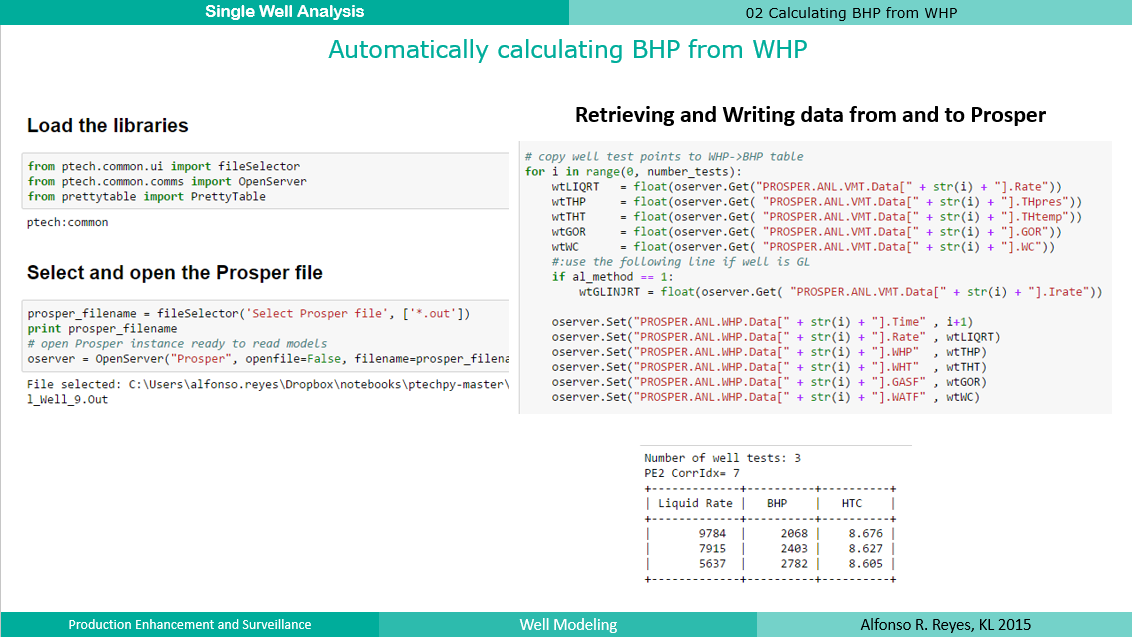 Single Well Analysis
02 Calculating BHP from WHP
Automatically calculating BHP from WHP
Load the libraries
from ptech.common.ui import fileSelector
from ptech.common.comms import OpenServer
from prettytable import PrettyTable
ptech:common
Select and open the Prosper file
prosper_filename = fileSelector('Select Prosper file', ['*.out'])
print prosper_filename
# open Prosper instance ready to read models
oserver = OpenServer("Prosper", openfile=False, filename=prosper_filena
File selected: C:\Users\alfonso.reyes\Dropbox\notebooks\ptechpy-master\
l_Well_9.Out
Retrieving and Writing data from and to Prosper
# copy well test points to WHP->BHP table
for i in range(0, number_tests):
    wtLIQRT   = float(oserver.Get("PROSPER.ANL.VMT.Data[" + str(i) + "].Rate"))
    wtTHP     = float(oserver.Get( "PROSPER.ANL.VMT.Data[" + str(i) + "].THpres"))
    wtTHT     = float(oserver.Get( "PROSPER.ANL.VMT.Data[" + str(i) + "].THtemp"))
    wtGOR     = float(oserver.Get( "PROSPER.ANL.VMT.Data[" + str(i) + "].GOR"))
    wtWC      = float(oserver.Get( "PROSPER.ANL.VMT.Data[" + str(i) + "].WC"))
    #:use the following line if well is GL
    if al_method == 1:
        wtGLINJRT = float(oserver.Get( "PROSPER.ANL.VMT.Data[" + str(i) + "].Irate"))
    oserver.Set("PROSPER.ANL.WHP.Data[" + str(i) + "].Time" , i+1)
    oserver.Set("PROSPER.ANL.WHP.Data[" + str(i) + "].Rate" , wtLIQRT)
    oserver.Set("PROSPER.ANL.WHP.Data[" + str(i) + "].WHP"  , wtTHP)
    oserver.Set("PROSPER.ANL.WHP.Data[" + str(i) + "].WHT"  , wtTHT)
    oserver.Set("PROSPER.ANL.WHP.Data[" + str(i) + "].GASF" , wtGOR)
    oserver.Set("PROSPER.ANL.WHP.Data[" + str(i) + "].WATF" , wtWC)
Number of well tests: 3
PE2 CorrIdx= 7
+-------------+----------+----------+
| Liquid Rate |   BHP    |   HTC    |
+-------------+----------+----------+
|       9784  |     2068 |    8.676 |
|       7915  |     2403 |    8.627 |
|       5637  |     2782 |    8.605 |
+-------------+----------+----------+
Production Enhancement and Surveillance
Well Modeling
Alfonso R. Reyes, KL 2015